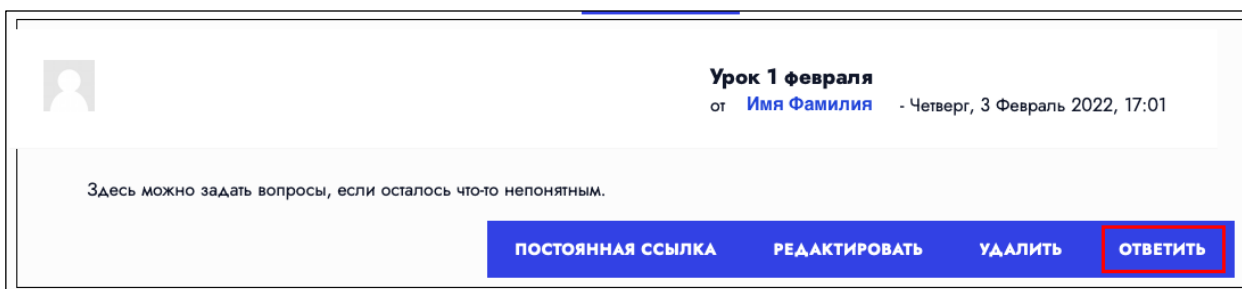 Урок 1 февраля
от Имя Фамилия - Четверг, 3 Февраль 2022, 17:01
Здесь можно задать вопросы, если осталось что-то непонятным.
ПОСТОЯННАЯ ССЫЛКА РЕДАКТИРОВАТЬ УДАЛИТЬ ОТВЕТИТЬ